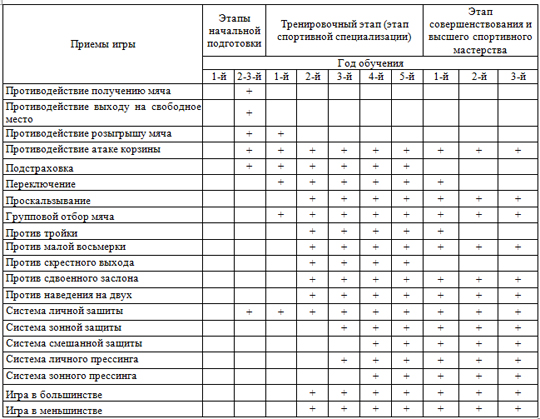 Приемы игры
Этапы начальной подготовки
Тренировочный этап (этап спортивной специализации)
Этап совершенствования и высшего спортивного мастерства
Год обучения
1-й 2-3-й 1-й 2-й 3-й 4-й 5-й 1-й 2-й 3-й
Противодействие получению мяча +
Противодействие выходу на свободное место +
Противодействие розыгрышу мяча + +
Противодействие атаке корзины + + + + + + + + +
Подстраховка + + + + + +
Переключение + + + + + +
Проскальзывание + + + + + + +
Групповой отбор мяча + + + + + + + +
Против тройки + + + + +
Против малой восьмерки + + + + + + +
Против скрестного выхода + + + +
Против сдвоенного заслона + + + + + + +
Против наведения на двух + + + + + + +
Система личной зашиты + + + + + + + + +
Система зонной защиты + + + + + +
Система смешанной защиты + + + + +
Система личного прессинга + + + + + +
Система зонного прессинга + + + + +
Игра в большинстве + + + + + + +
Игра в меньшинстве + + + + + + +